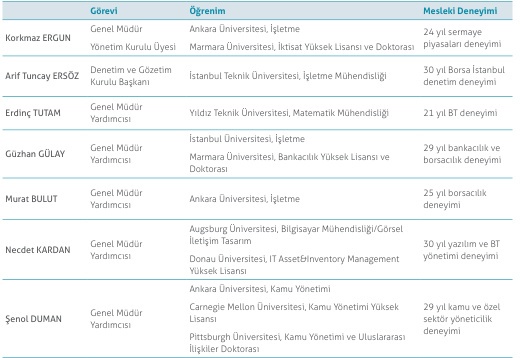 Görevi Öğrenim Mesleki Deneyimi
Korkmaz ERGUN
Genel Müdür
Yönetim Kurulu Üyesi
Ankara Üniversitesi, İşletme
Marmara Üniversitesi, İktisat Yüksek Lisansı ve Doktorası
24 yıl sermaye
piyasaları deneyimi
Arif Tuncay ERSÖZ
Denetim ve Gözetim
Kurulu Başkanı
İstanbul Teknik Üniversitesi, İşletme Mühendisliği
30 yıl Borsa İstanbul
denetim deneyimi
Erdinç TUTAM
Genel Müdür
Yardımcısı
Yıldız Teknik Üniversitesi, Matematik Mühendisliği
21 yıl BT deneyimi
Güzhan GÜLAY
Genel Müdür
Yardımcısı
İstanbul Üniversitesi, İşletme
Marmara Üniversitesi, Bankacılık Yüksek Lisansı ve
Doktorası
29 yıl bankacılık ve
borsacılık deneyimi
Murat BULUT
Genel Müdür
Yardımcısı
Ankara Üniversitesi, İşletme
25 yıl borsacılık
deneyimi
Necdet KARDAN
Genel Müdür
Yardımcısı
Augsburg Üniversitesi, Bilgisayar Mühendisliği/Görsel
İletişim Tasarım
Donau Üniversitesi, IT Asset&Inventory Management
Yüksek Lisansı
30 yıl yazılım ve BT
yönetimi deneyimi
Şenol DUMAN
Genel Müdür
Yardımcısı
Ankara Üniversitesi, Kamu Yönetimi
Carnegie Mellon Üniversitesi, Kamu Yönetimi Yüksek
Lisansı
Pittsburgh Üniversitesi, Kamu Yönetimi ve Uluslararası
İlişkiler Doktorası
29 yıl kamu ve özel
sektör yöneticilik
deneyimi